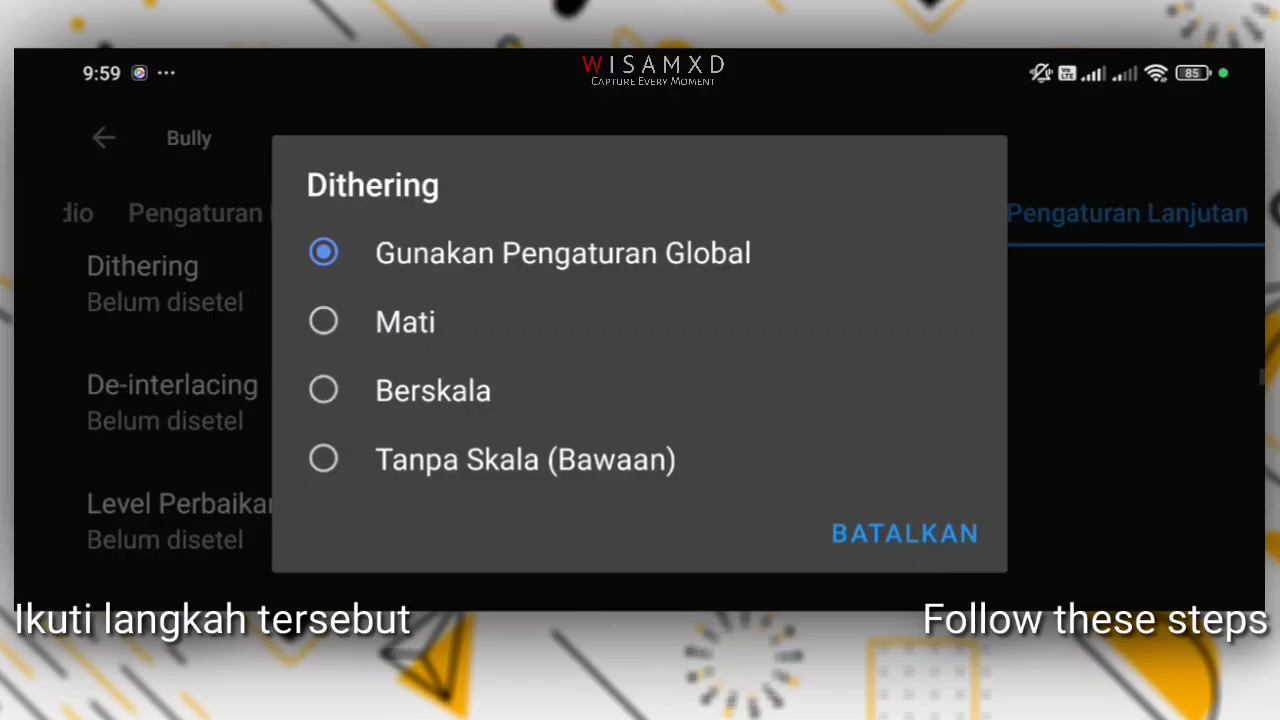 WISAMXD
CAPTURE EVERY MOMENT
9:59
85
Bully
dio
Pengaturan
Pengaturan Lanjutan
Dithering
Belum disetel
De-interlacing
Belum disetel
Level Perbaikan
Belum disetel
Dithering
Gunakan Pengaturan Global
Mati
Berskala
Tanpa Skala (Bawaan)
BATALKAN
Ikuti langkah tersebut
Follow these steps